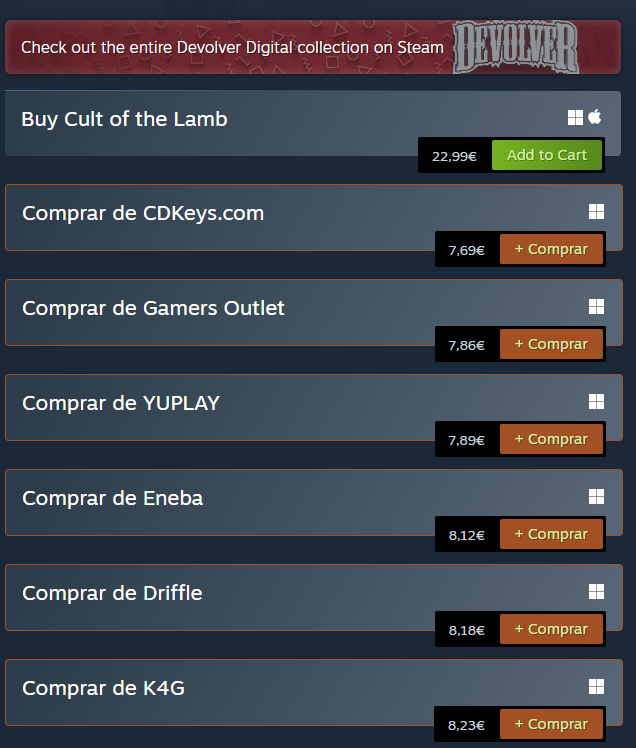 Check out the entire Devolver Digital collection on Steam DEVOLVER
Buy Cult of the Lamb
22,99€ Add to Cart
Comprar de CDKeys.com
7,69€ + Comprar
Comprar de Gamers Outlet
7,86€ + Comprar
Comprar de YUPLAY
7,89€ + Comprar
Comprar de Eneba
8,12€ + Comprar
Comprar de Driffle
8,18€ + Comprar
Comprar de K4G
8,23€ + Comprar